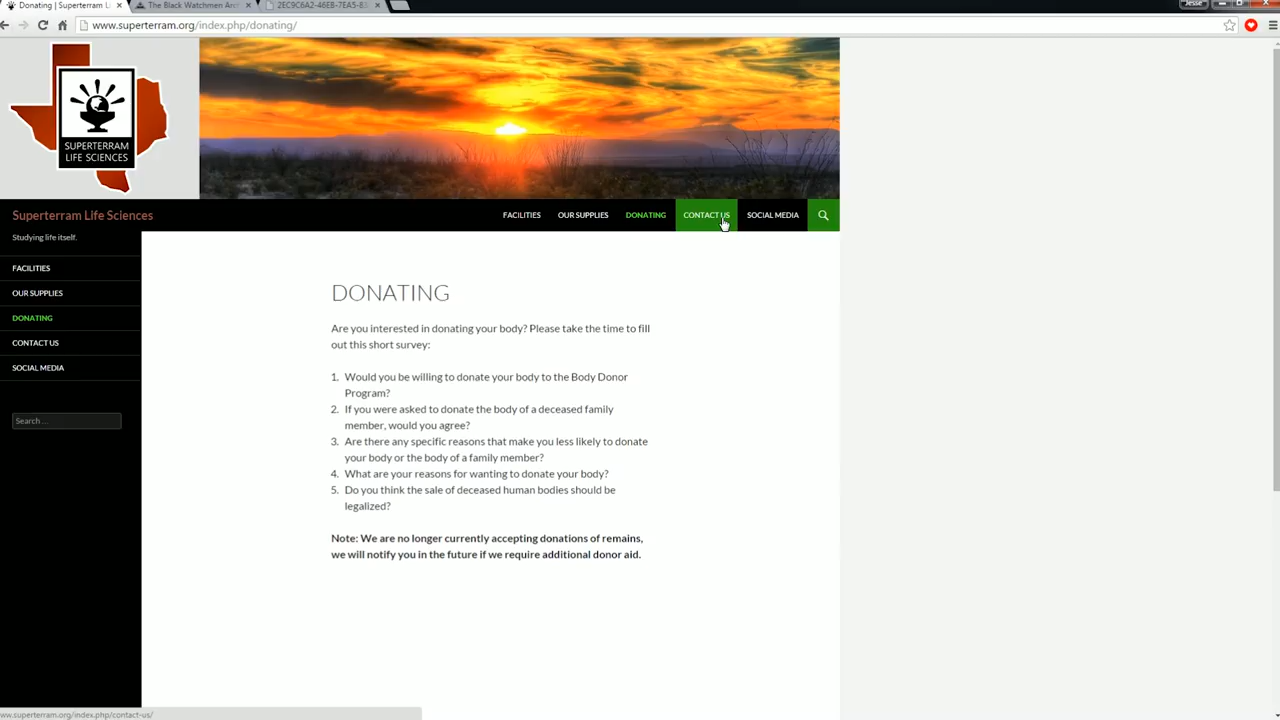 Donating | Superterram Li
The Black Watchmen Arc
2EC9C6A2-46EB-7EA5-83
Jesse
www.superterram.org/index.php/donating/
SUPERTERRAM
LIFE SCIENCES
Superterram Life Sciences
FACILITIES
OUR SUPPLIES
DONATING
CONTACT US
SOCIAL MEDIA
Studying life itself.
FACILITIES
OUR SUPPLIES
DONATING
CONTACT US
SOCIAL MEDIA
Search ...
DONATING
Are you interested in donating your body? Please take the time to fill
out this short survey:
1. Would you be willing to donate your body to the Body Donor
Program?
2. If you were asked to donate the body of a deceased family
member, would you agree?
3. Are there any specific reasons that make you less likely to donate
your body or the body of a family member?
4. What are your reasons for wanting to donate your body?
5. Do you think the sale of deceased human bodies should be
legalized?
Note: We are no longer currently accepting donations of remains,
we will notify you in the future if we require additional donor aid.
ww.superterram.org/index.php/contact-us/